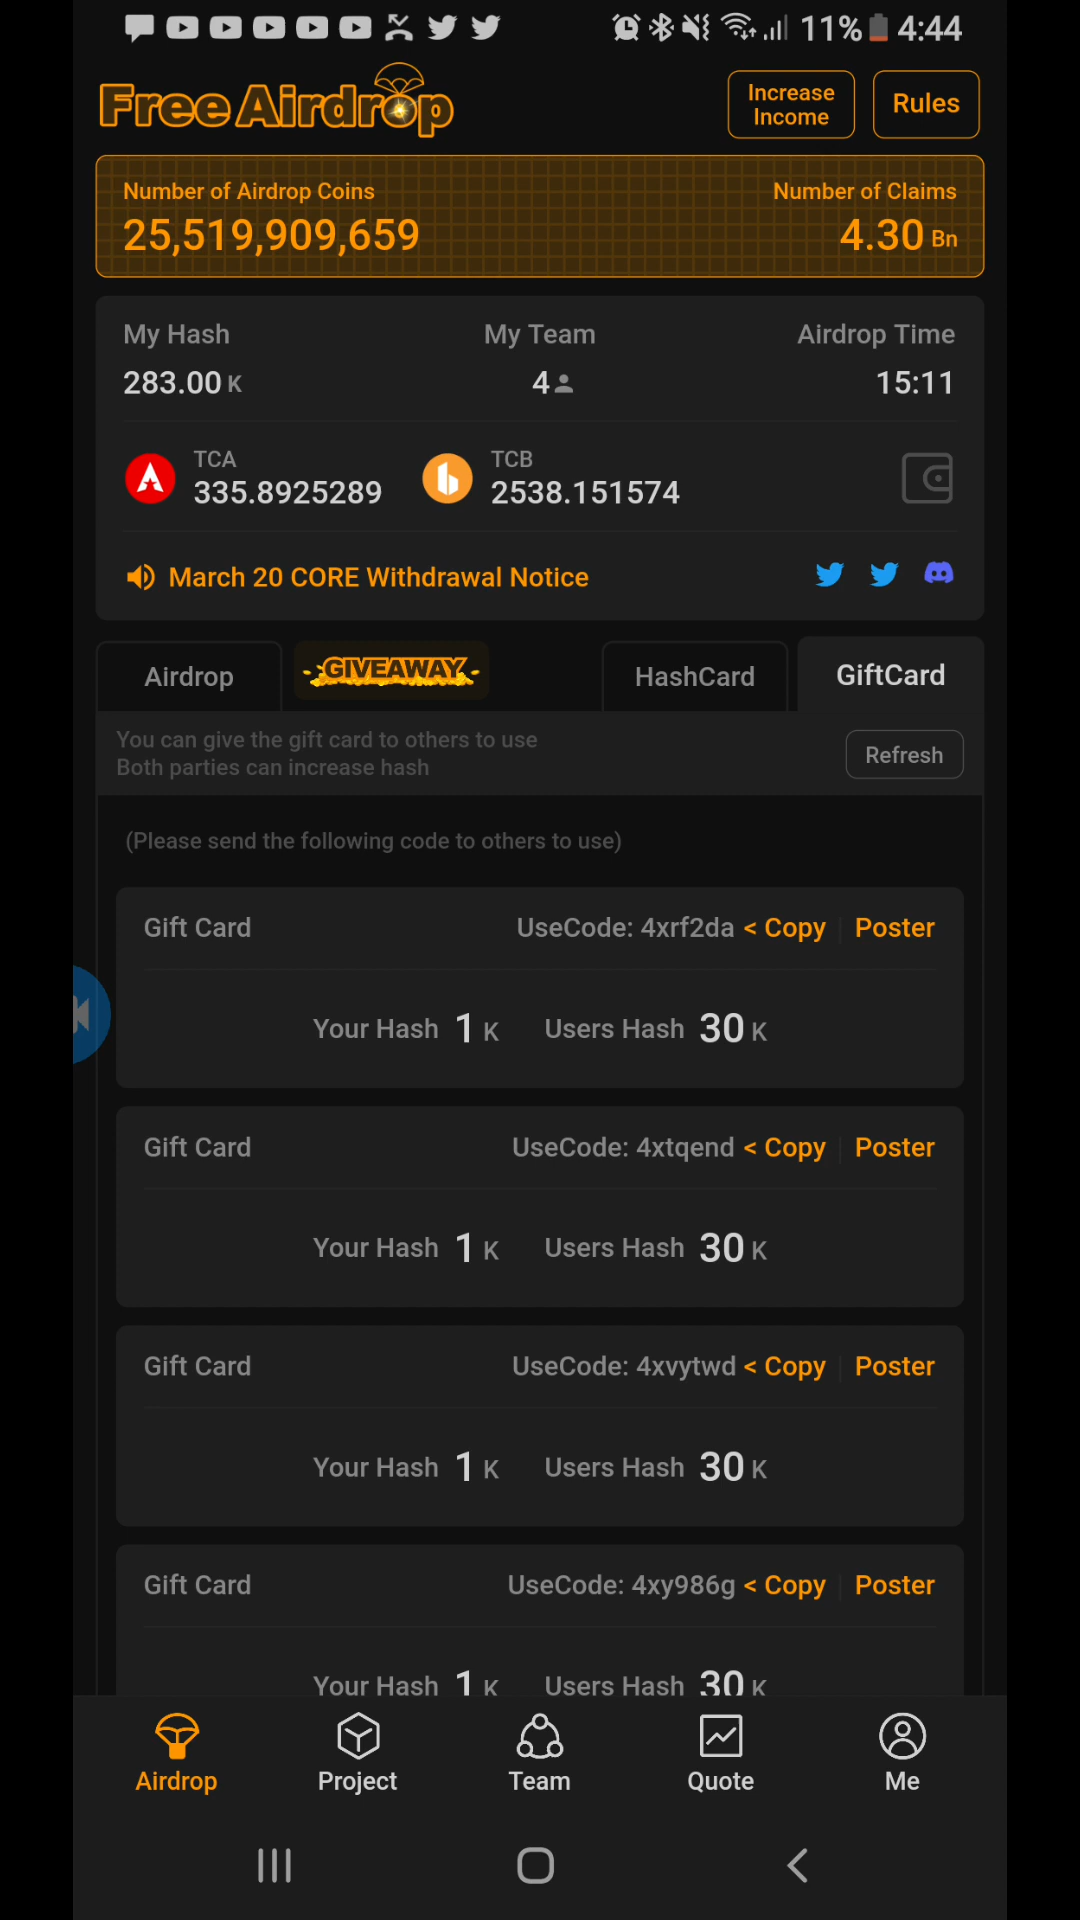 11% 4:44
Free Airdrop
Increase
Income
Rules
Number of Airdrop Coins
Number of Claims
25,519,909,659
4.30 Bn
My Hash
My Team
Airdrop Time
283.00 K
4
15:11
TCA
335.8925289
TCB
2538.151574
March 20 CORE Withdrawal Notice
Airdrop
GIVEAWAY
HashCard
GiftCard
You can give the gift card to others to use
Both parties can increase hash
Refresh
(Please send the following code to others to use)
Gift Card
UseCode: 4xrf2da < Copy
Poster
Your Hash 1 K
Users Hash 30 K
Gift Card
UseCode: 4xtqend < Copy
Poster
Your Hash 1 K
Users Hash 30 K
Gift Card
UseCode: 4xvytwd < Copy
Poster
Your Hash 1 K
Users Hash 30 K
Gift Card
UseCode: 4xy986g < Copy
Poster
Your Hash 1 K
Users Hash 30 K
Airdrop
Project
Team
Quote
Me